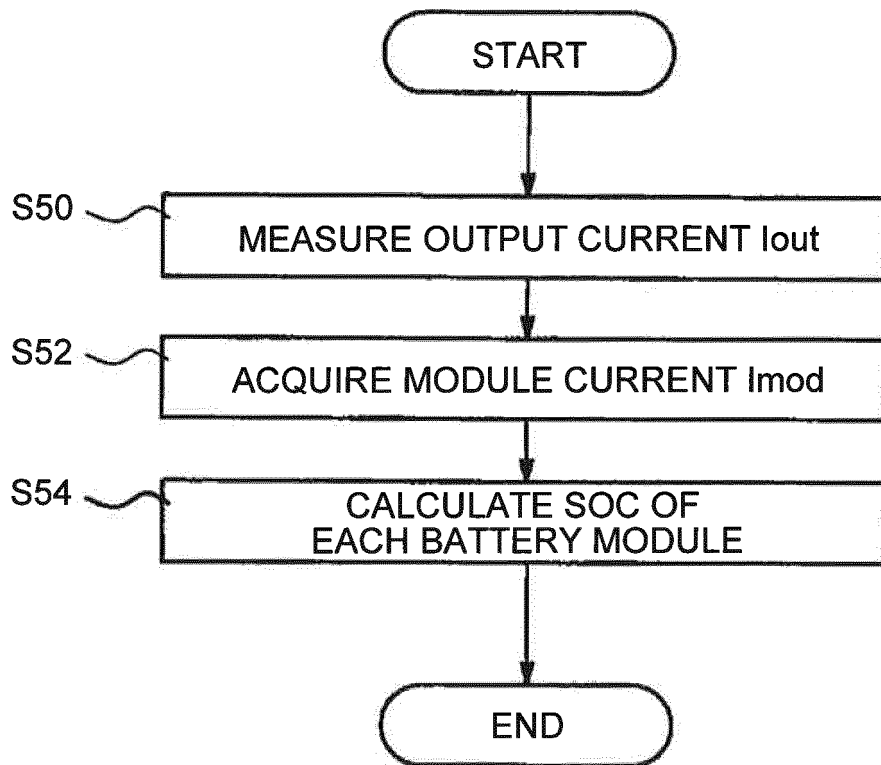 START
S50
MEASURE OUTPUT CURRENT Iout
S52
ACQUIRE MODULE CURRENT Imod
S54
CALCULATE SOC OF
EACH BATTERY MODULE
END